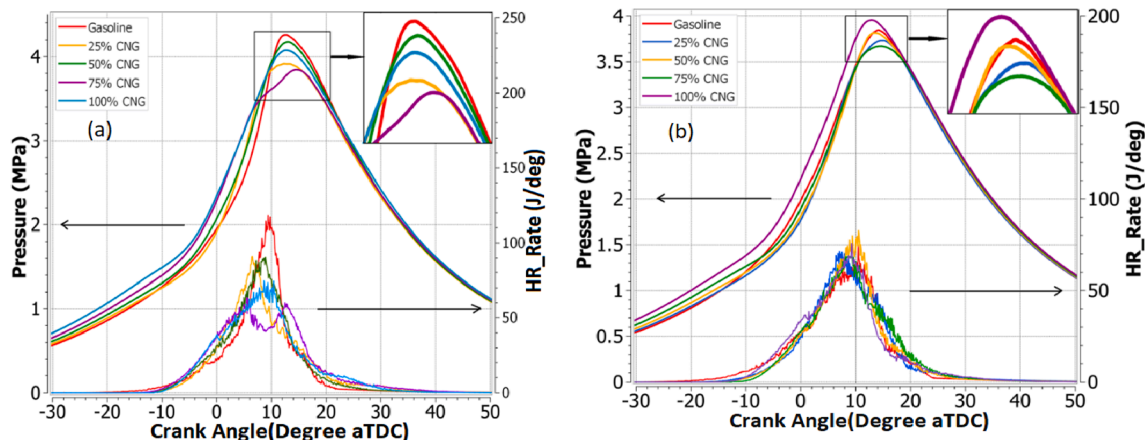 Gasoline
25% CNG
50% CNG
75% CNG
100% CNG
(a)
Pressure (MPa)
4
3
2
1
0
HR_Rate (J/deg)
250
200
150
100
50
0
-30 -20 -10 0 10 20 30 40 50
Crank Angle(Degree aTDC)
Gasoline
25% CNG
50% CNG
75% CNG
100% CNG
(b)
Pressure (MPa)
4
3.5
3
2.5
2
1.5
1
0.5
0
HR_Rate (J/deg)
200
150
100
50
0
-30 -20 -10 0 10 20 30 40 50
Crank Angle(Degree aTDC)